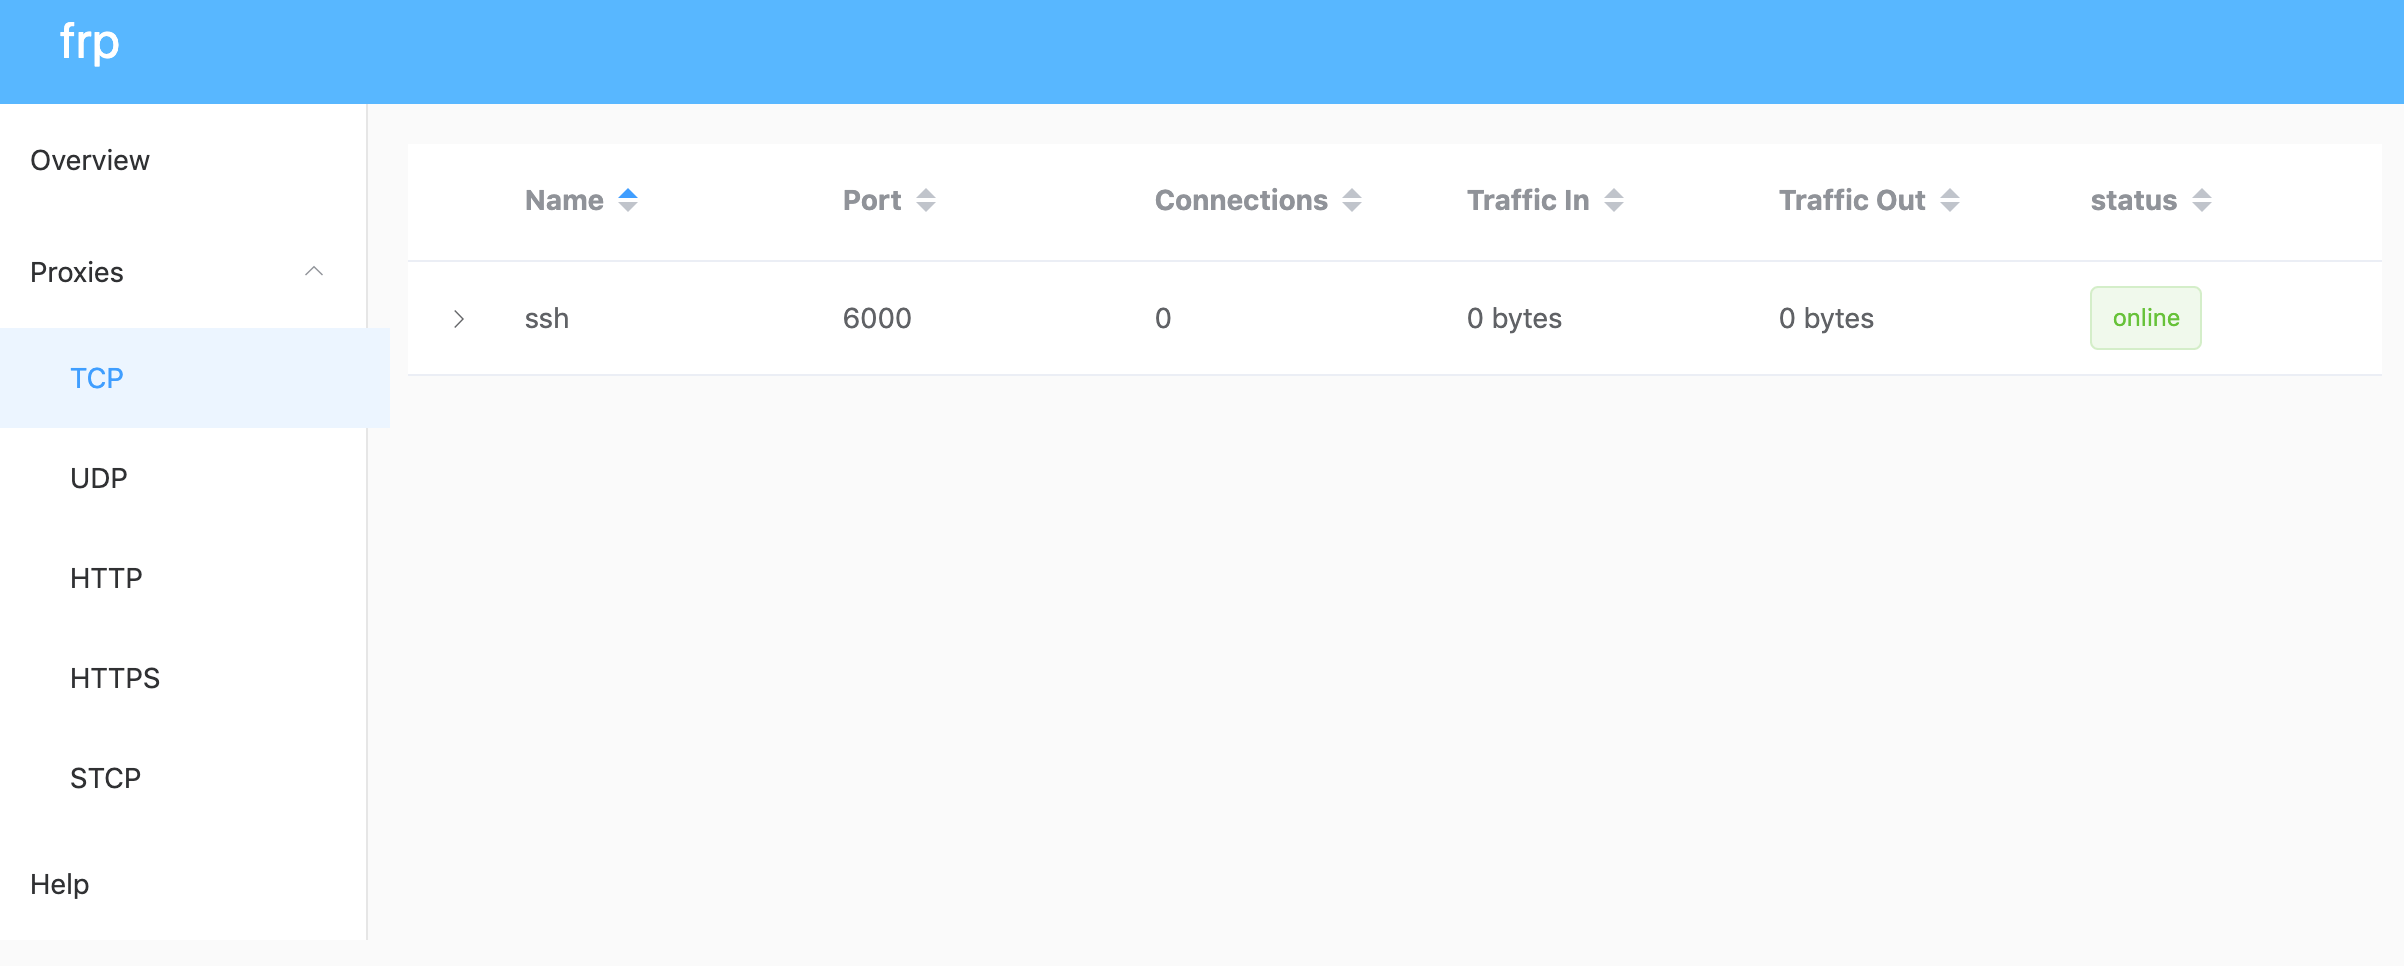 frp
Overview
Proxies
TCP
UDP
HTTP
HTTPS
STCP
Help
Name Port Connections Traffic In Traffic Out status
ssh 6000 0 0 bytes 0 bytes online